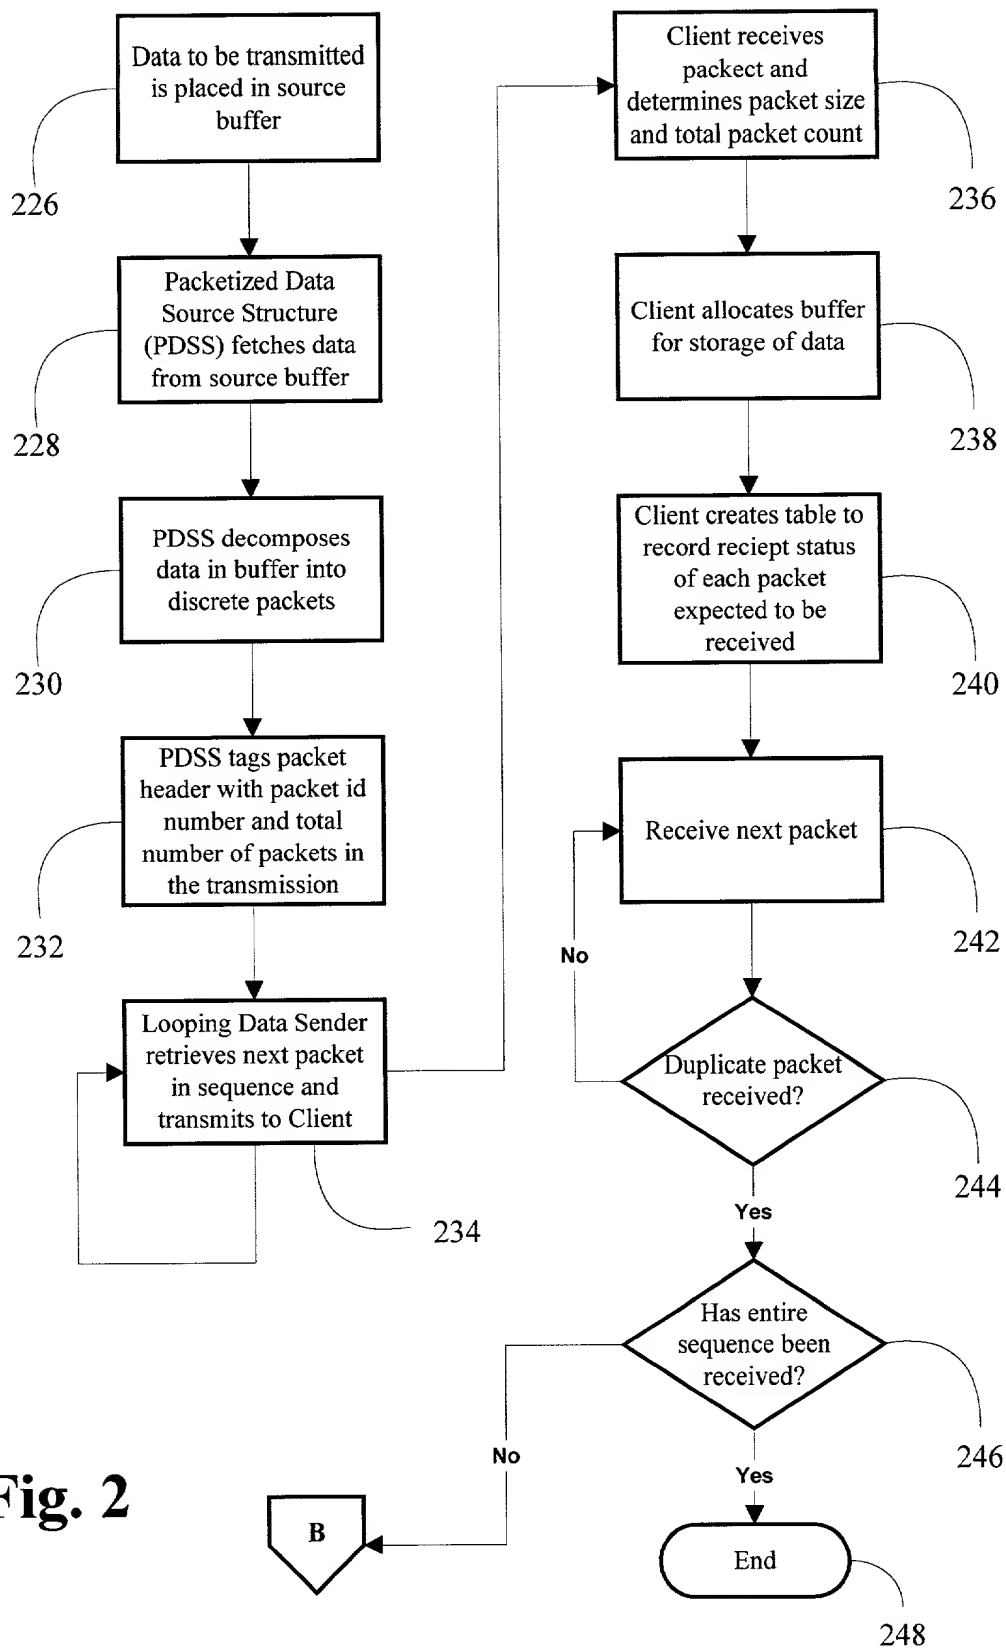 Data to be transmitted
is placed in source
buffer
226
Packetized Data
Source Structure
(PDSS) fetches data
from source buffer
228
PDSS decomposes
data in buffer into
discrete packets
230
PDSS tags packet
header with packet id
number and total
number of packets in
the transmission
232
Looping Data Sender
retrieves next packet
in sequence and
transmits to Client
234
Client receives
packect and
determines packet size
and total packet count
236
Client allocates buffer
for storage of data
238
Client creates table to
record reciept status
of each packet
expected to be
received
240
Receive next packet
242
No
Duplicate packet
received?
244
Yes
Has entire
sequence been
received?
246
No
Yes
B
End
248
Fig. 2